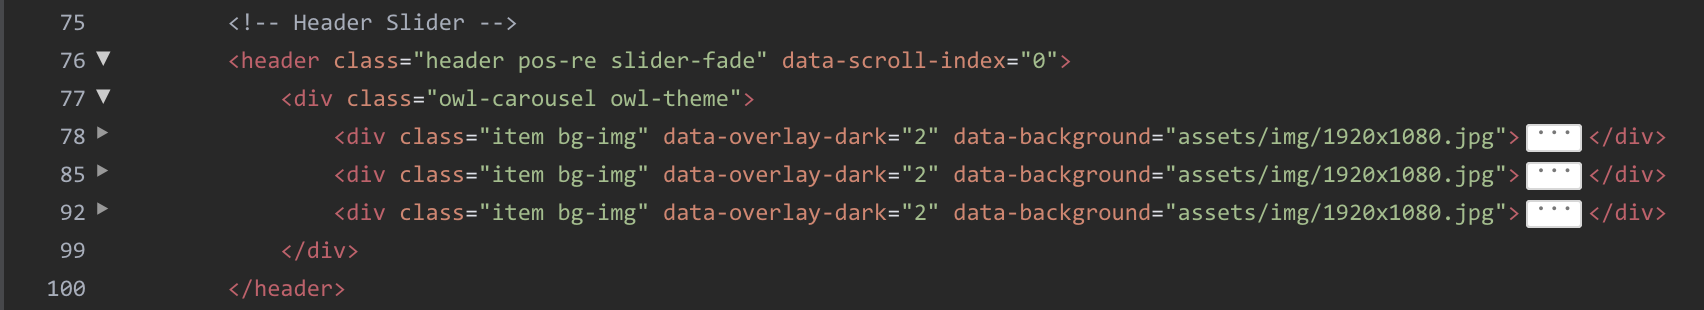 75 <!-- Header Slider -->
76 ▼ <header class="header pos-re slider-fade" data-scroll-index="0">
77 ▼ <div class="owl-carousel owl-theme">
78 ▶ <div class="item bg-img" data-overlay-dark="2" data-background="assets/img/1920x1080.jpg">...</div>
85 ▶ <div class="item bg-img" data-overlay-dark="2" data-background="assets/img/1920x1080.jpg">...</div>
92 ▶ <div class="item bg-img" data-overlay-dark="2" data-background="assets/img/1920x1080.jpg">...</div>
99 </div>
100 </header>